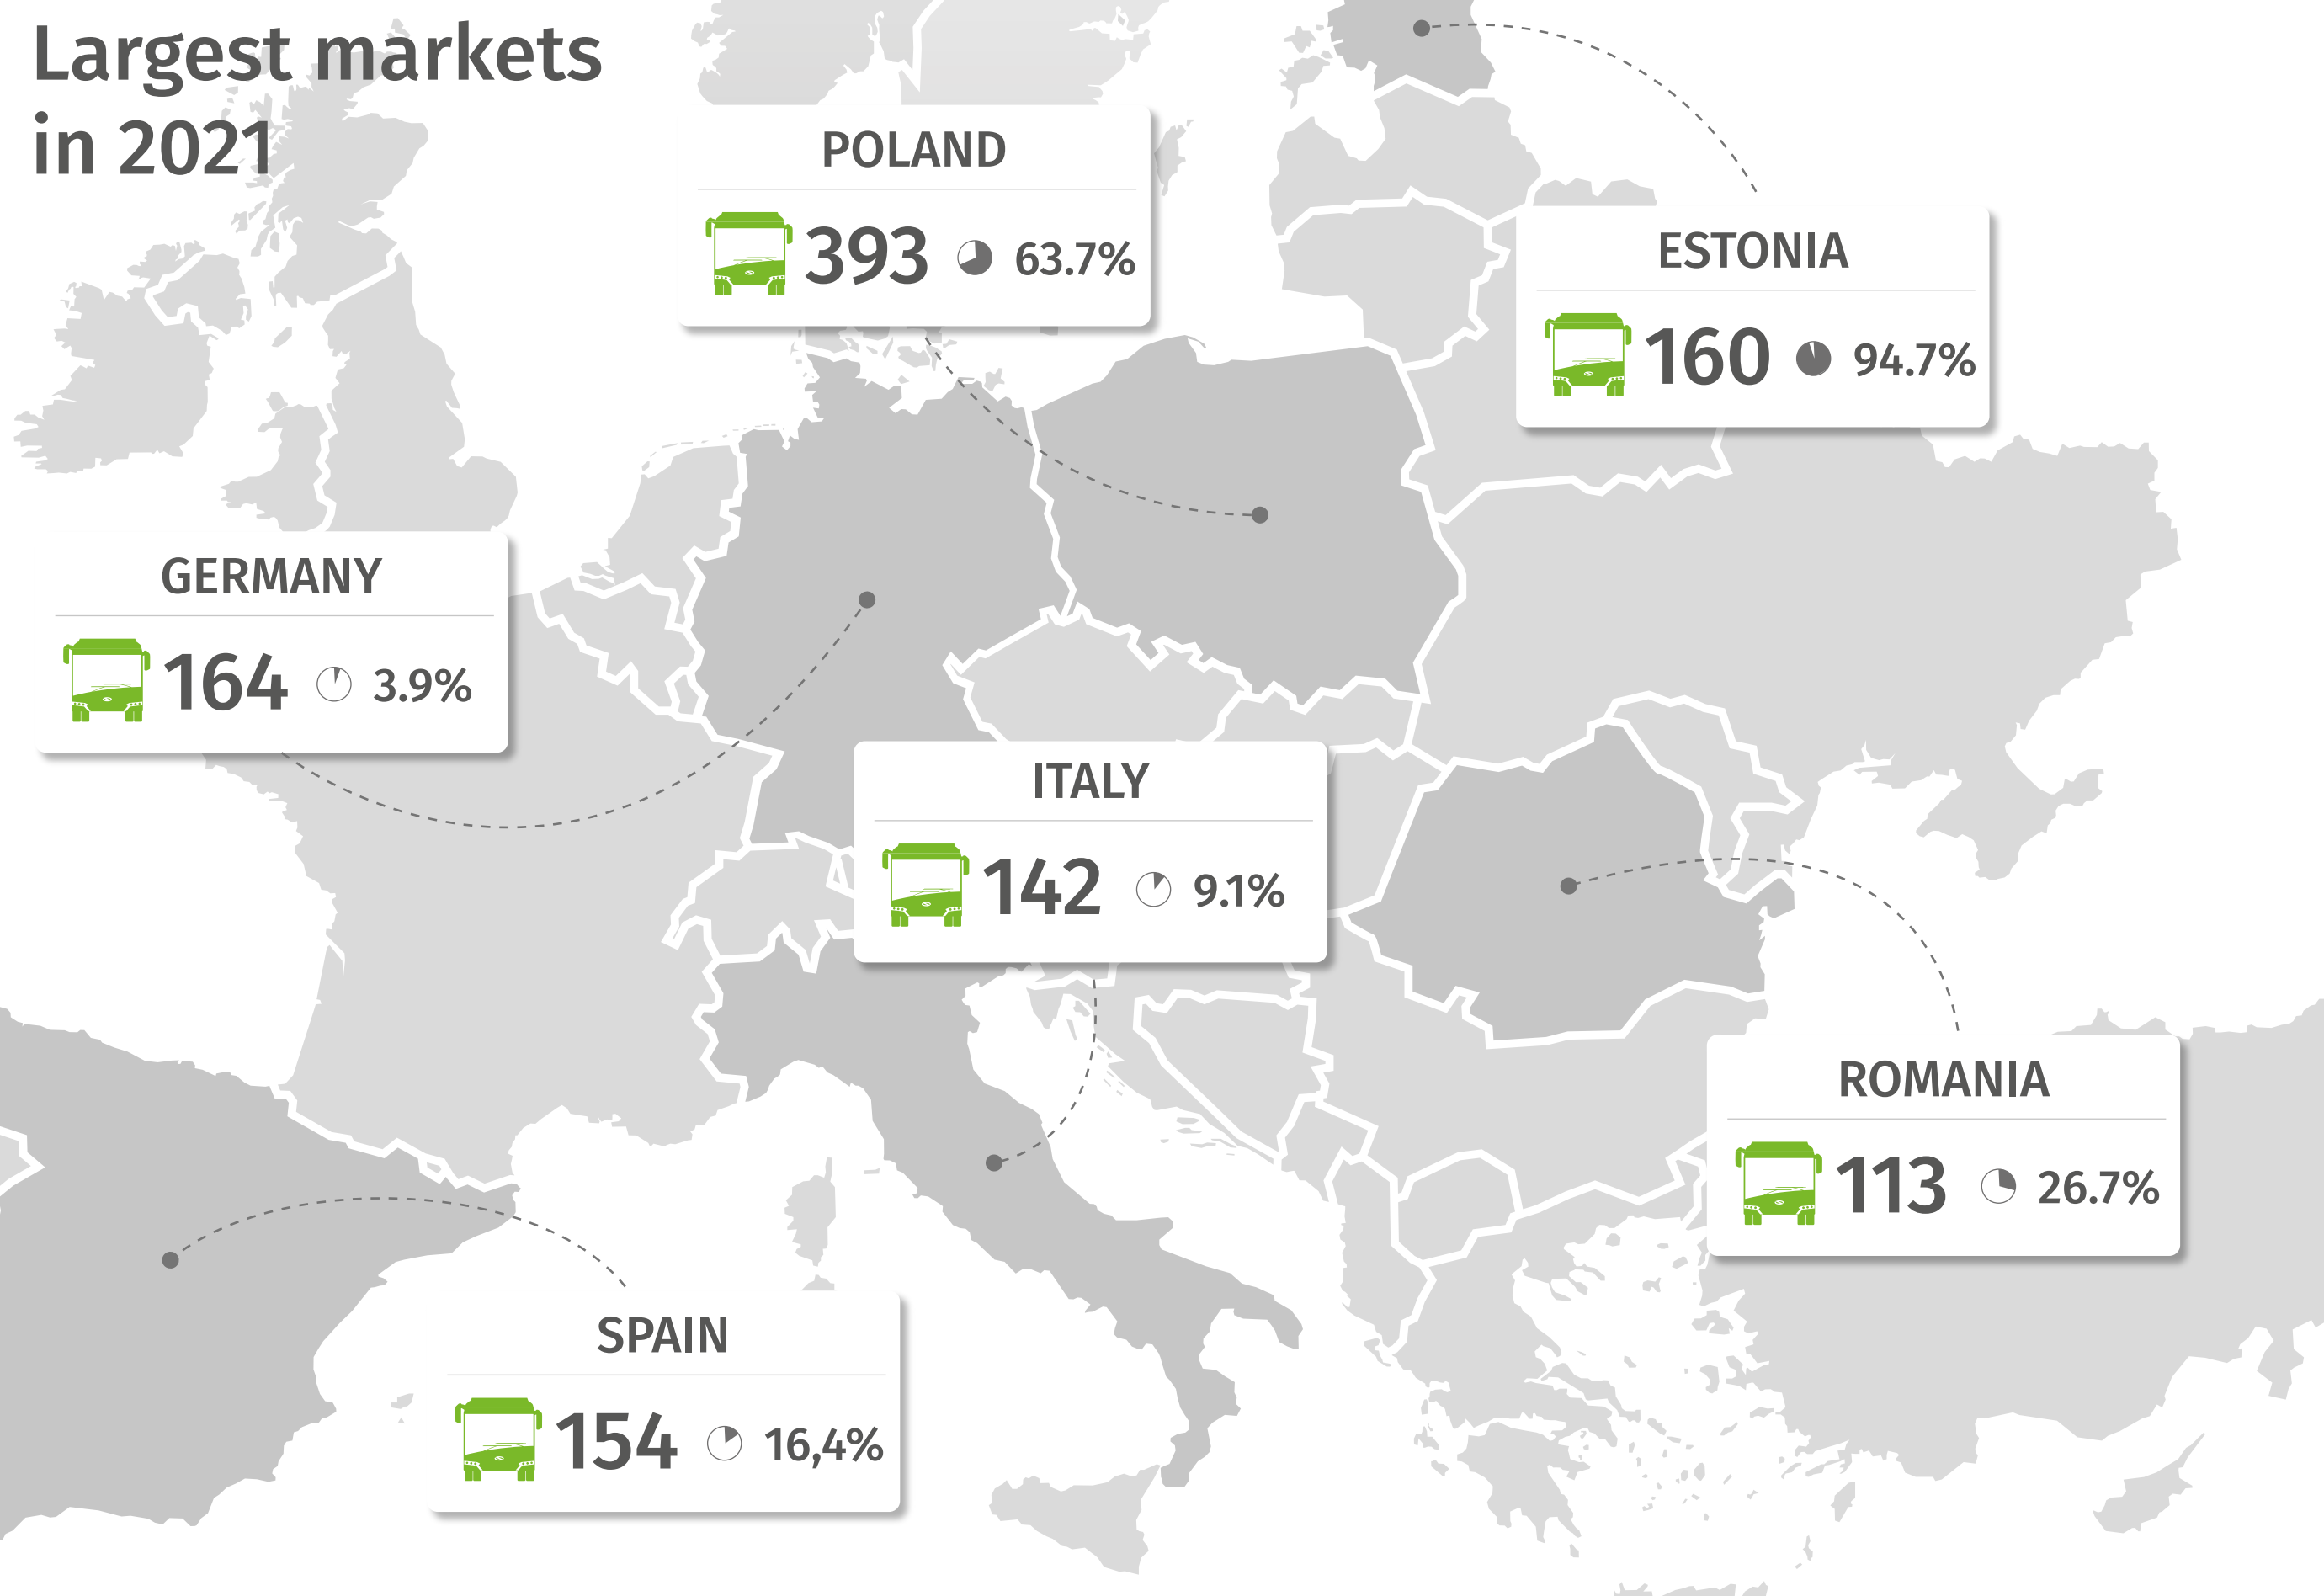 Largest markets
in 2021
POLAND
393 63.7%
ESTONIA
160 94.7%
GERMANY
164 3.9%
ITALY
142 9.1%
ROMANIA
113 26.7%
SPAIN
154 16,4%